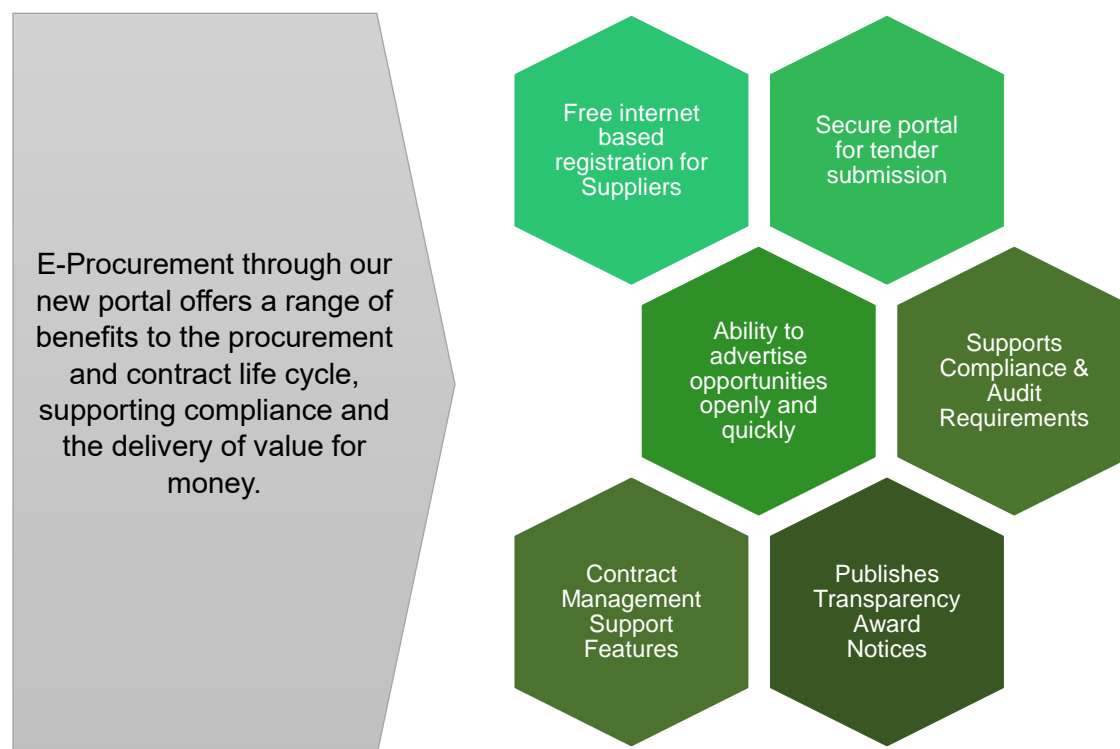 E-Procurement through our
new portal offers a range of
benefits to the procurement
and contract life cycle,
supporting compliance and
the delivery of value for
money.
Free internet
based
registration for
Suppliers
Secure portal
for tender
submission
Ability to
advertise
opportunities
openly and
quickly
Supports
Compliance &
Audit
Requirements
Contract
Management
Support
Features
Publishes
Transparency
Award
Notices